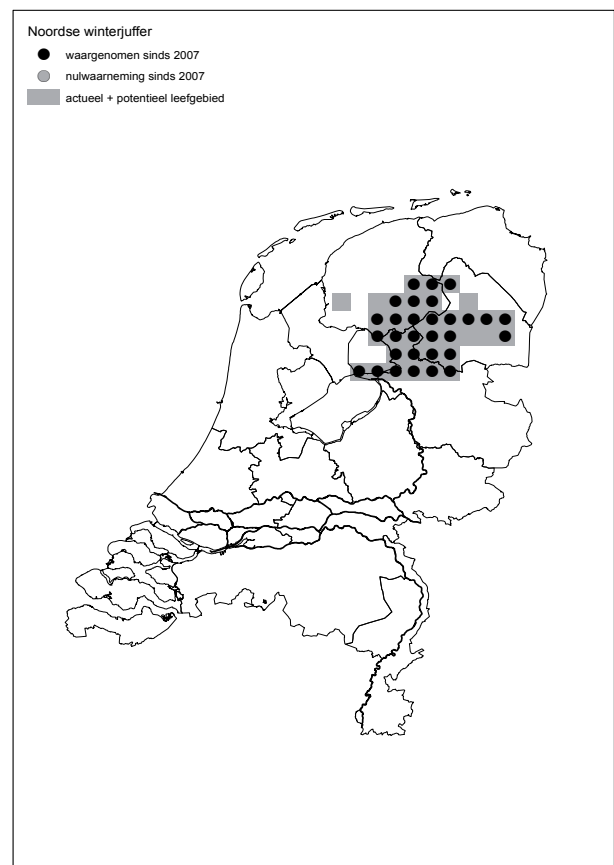 Noordse winterjuffer
waargenomen sinds 2007
nulwaarneming sinds 2007
actueel + potentieel leefgebied